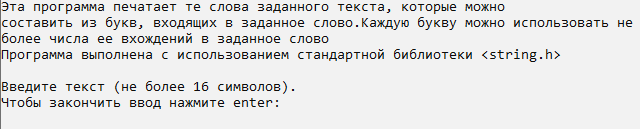 Эта программа печатает те слова заданного текста, которые можно
составить из букв, входящих в заданное слово.Каждую букву можно использовать не
более числа ее вхождений в заданное слово
Программа выполнена с использованием стандартной библиотеки <string.h>
Введите текст (не более 16 символов).
Чтобы закончить ввод нажмите enter: